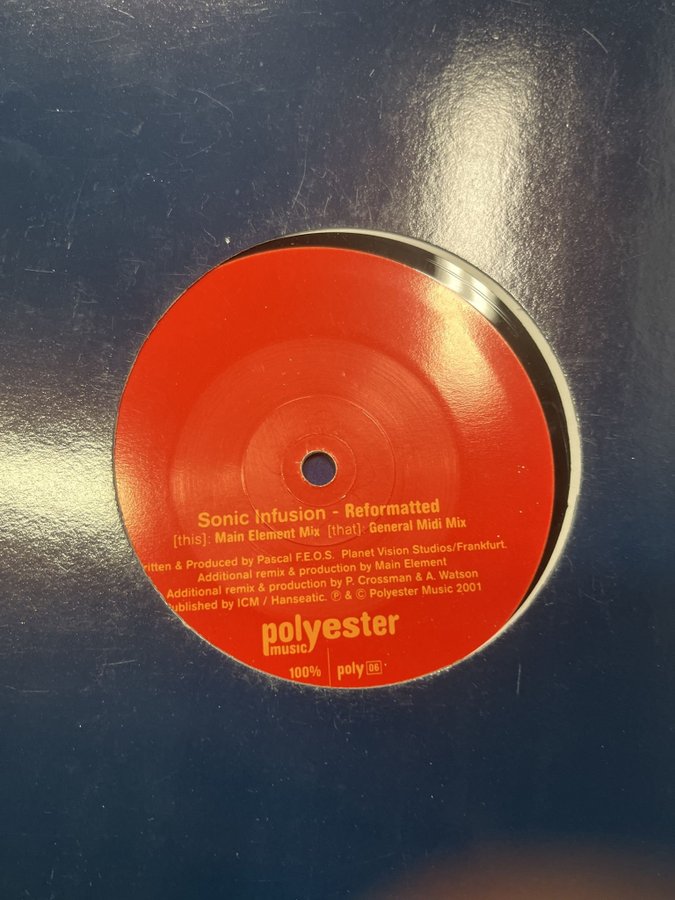 Sonic Infusion - Reformatted
[this]: Main Element Mix [that]: General Midi Mix
ritten & Produced by Pascal F.E.O.S. Planet Vision Studios/Frankfurt.
Additional remix & production by Main Element
Additional remix & production by P. Crossman & A. Watson
ublished by ICM / Hanseatic. ℗ & © Polyester Music 2001
polyester
music
100% poly 06